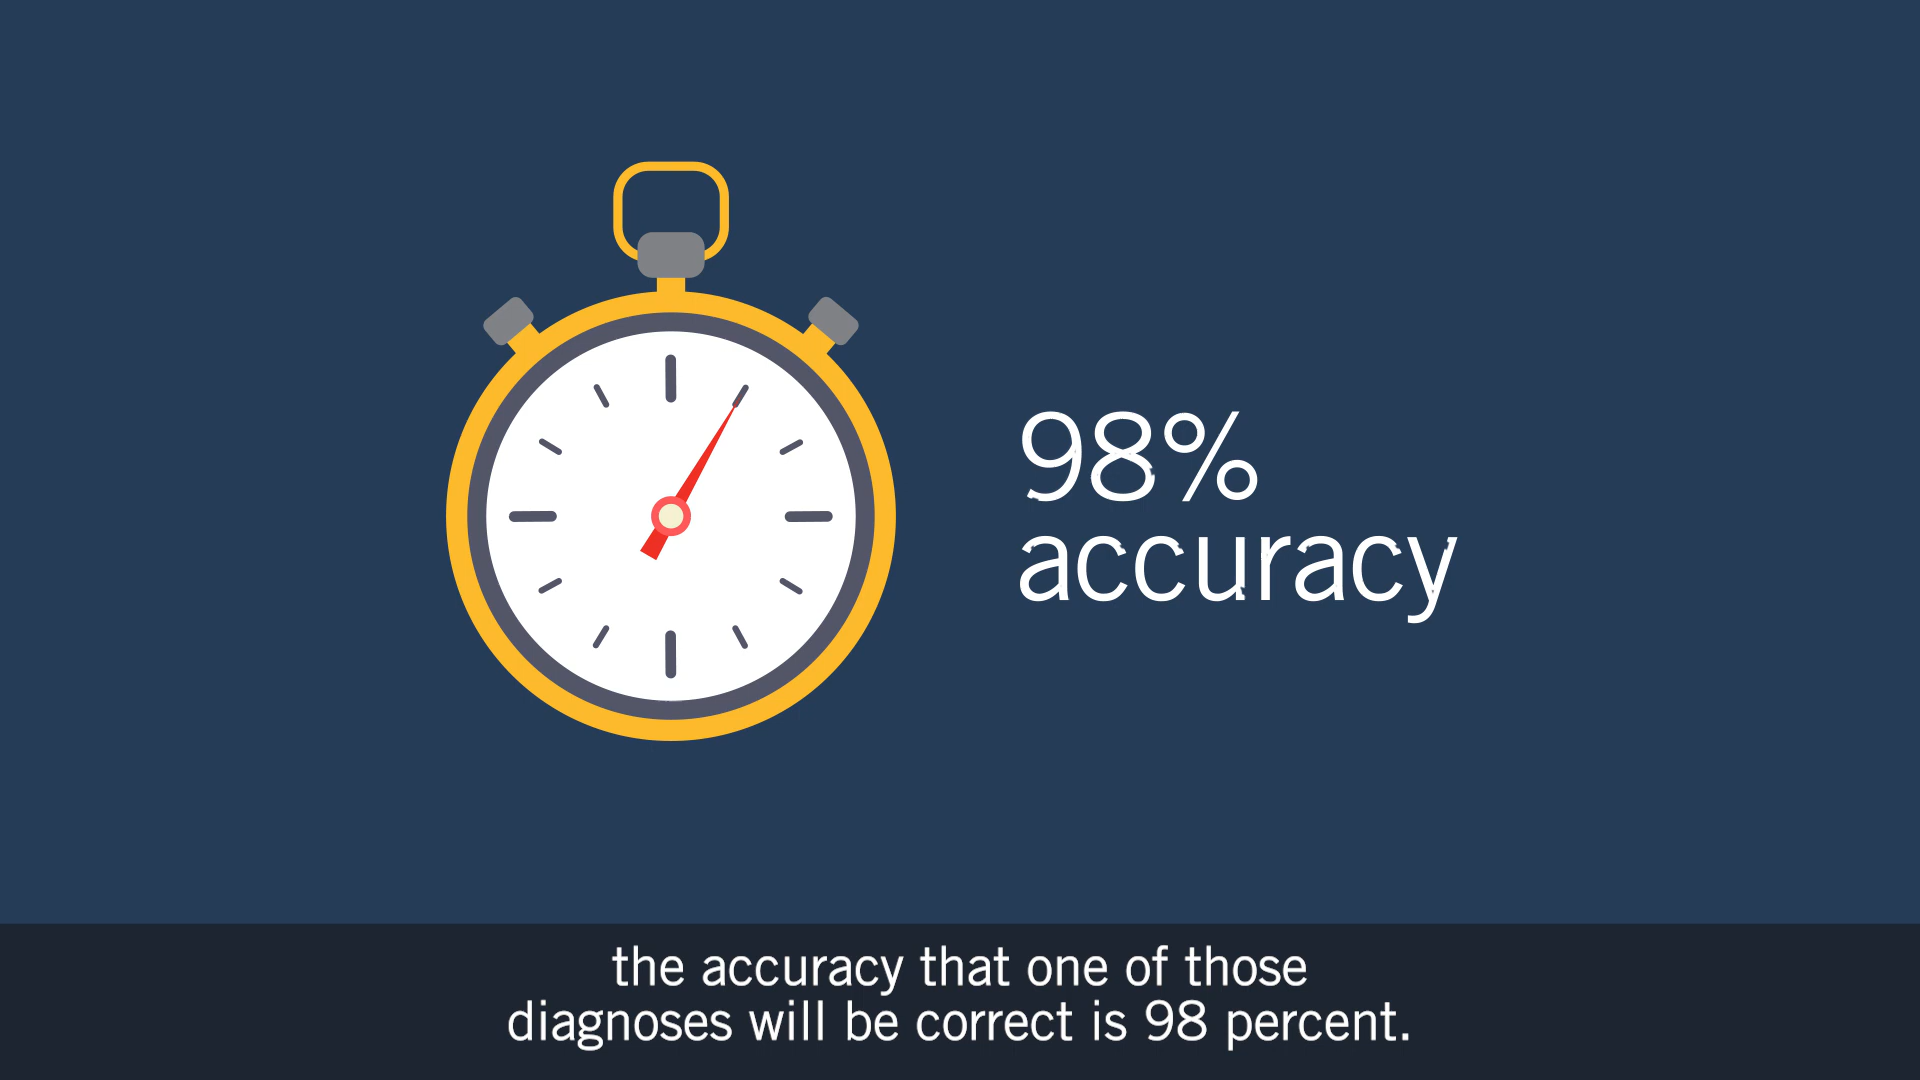 98%
accuracy
the accuracy that one of those
diagnoses will be correct is 98 percent.